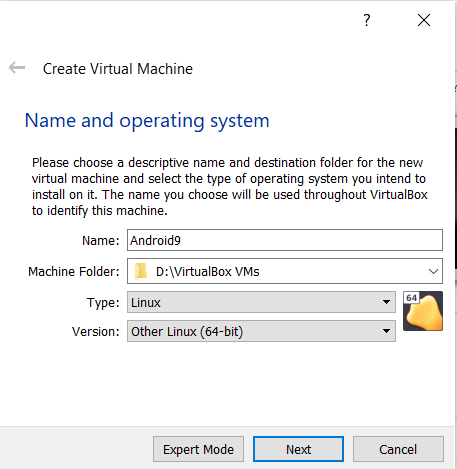 ?
Create Virtual Machine
Name and operating system
Please choose a descriptive name and destination folder for the new
virtual machine and select the type of operating system you intend to
install on it. The name you choose will be used throughout VirtualBox
to identify this machine.
Name: Android9
Machine Folder: D:\VirtualBox VMs
Type: Linux
64
Version: Other Linux (64-bit)
Expert Mode Next Cancel